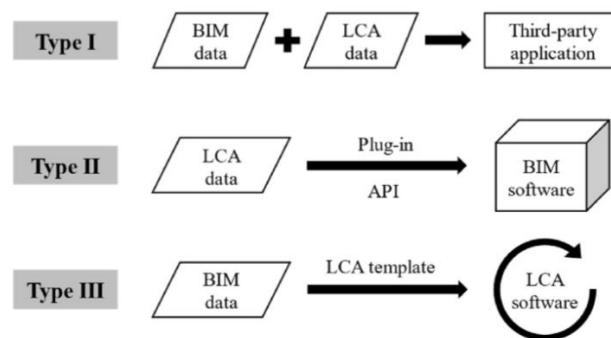 Type I
BIM
data
LCA
data
Third-party
application
Type II
LCA
data
Plug-in
API
BIM
software
Type III
BIM
data
LCA template
LCA
software